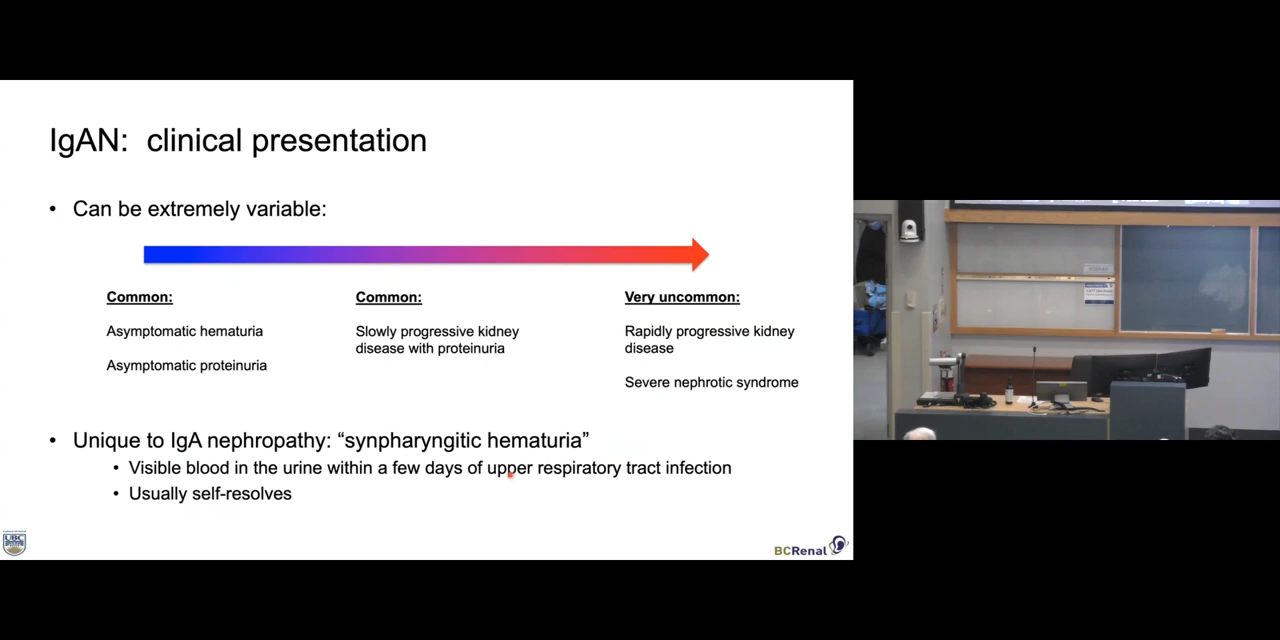 IgAN: clinical presentation
• Can be extremely variable:
Common:
Asymptomatic hematuria
Asymptomatic proteinuria
Common:
Slowly progressive kidney
disease with proteinuria
Very uncommon:
Rapidly progressive kidney
disease
Severe nephrotic syndrome
• Unique to IgA nephropathy: “synpharyngitic hematuria”
• Visible blood in the urine within a few days of upper respiratory tract infection
• Usually self-resolves
UBC
BCRenal